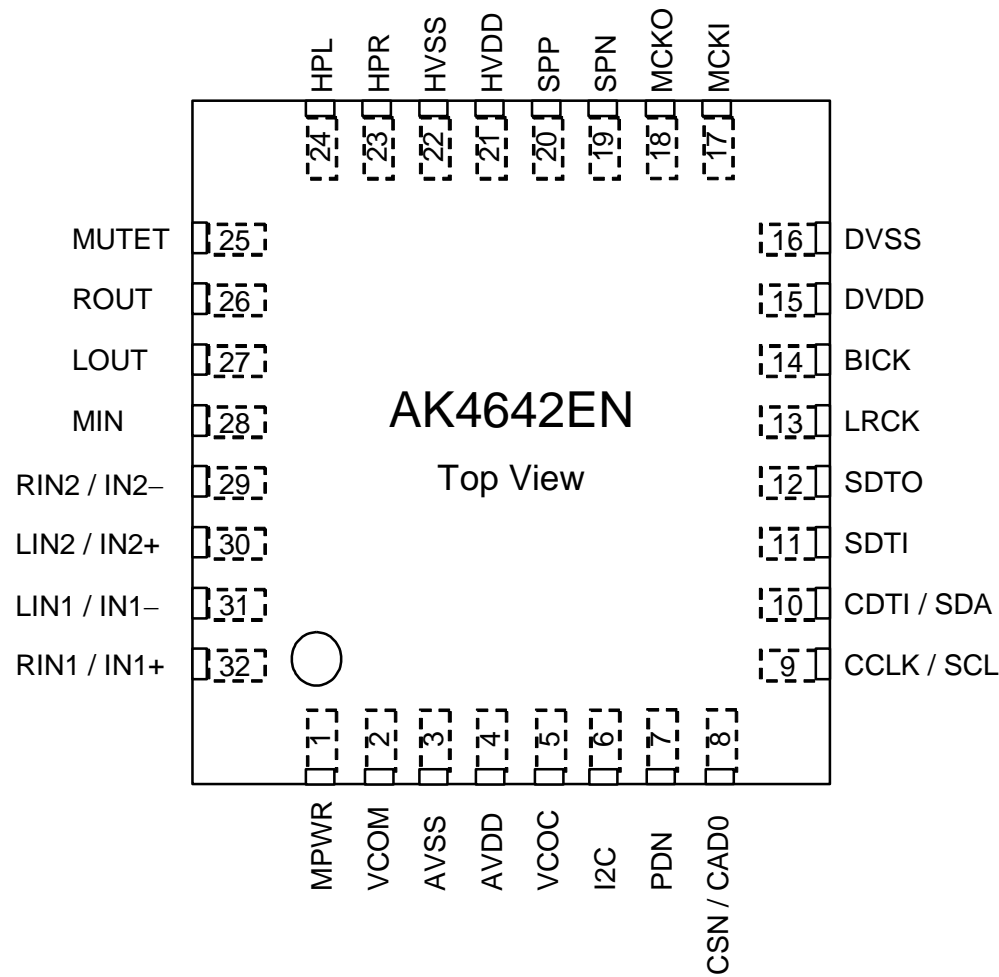 HPL
HPR
HVSS
HVDD
SPP
SPN
MCKO
MCKI
24
23
22
21
20
19
18
17
MUTET
25
16
DVSS
ROUT
26
15
DVDD
LOUT
27
14
BICK
MIN
28
13
LRCK
AK4642EN
Top View
RIN2 / IN2−
29
12
SDTO
LIN2 / IN2+
30
11
SDTI
LIN1 / IN1−
31
10
CDTI / SDA
RIN1 / IN1+
32
9
CCLK / SCL
1
2
3
4
5
6
7
8
MPWR
VCOM
AVSS
AVDD
VCOC
I2C
PDN
CSN / CAD0